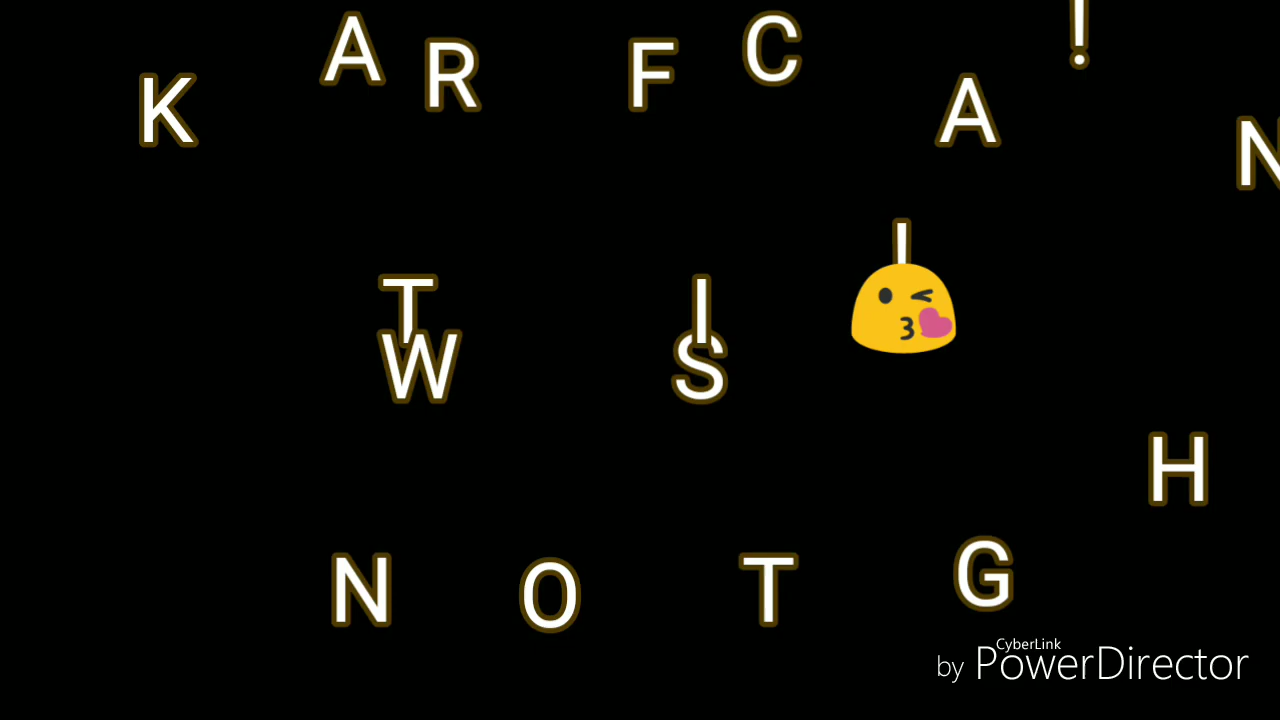 K A R F C A ! N
T I I
W S
H
N O T G
CyberLink
by PowerDirector